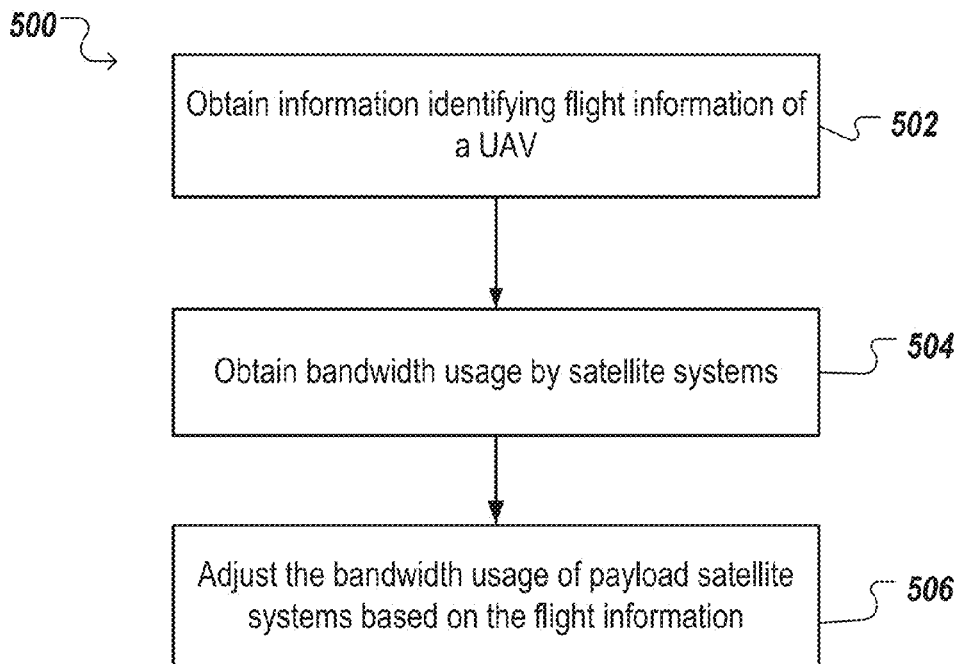 500
Obtain information identifying flight information of
a UAV
502
Obtain bandwidth usage by satellite systems
504
Adjust the bandwidth usage of payload satellite
systems based on the flight information
506